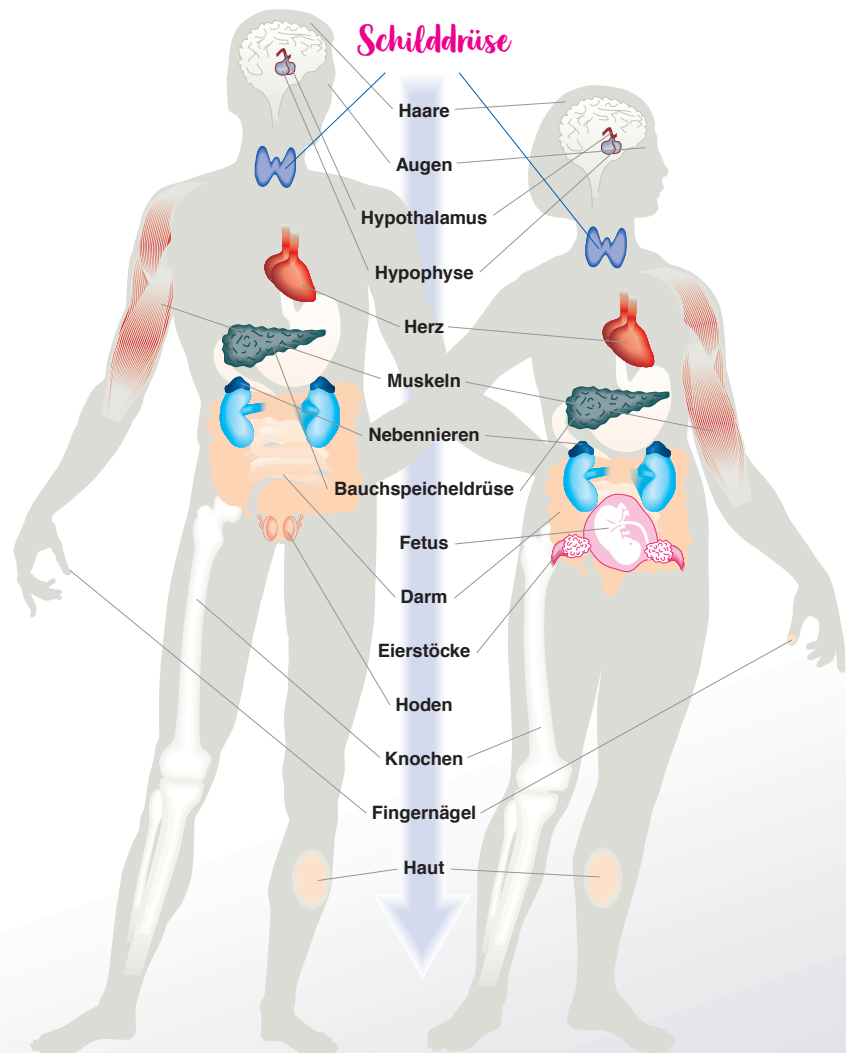 Schilddrüse
Haare
Augen
Hypothalamus
Hypophyse
Herz
Muskeln
Nebennieren
Bauchspeicheldrüse
Fetus
Darm
Eierstöcke
Hoden
Knochen
Fingernägel
Haut